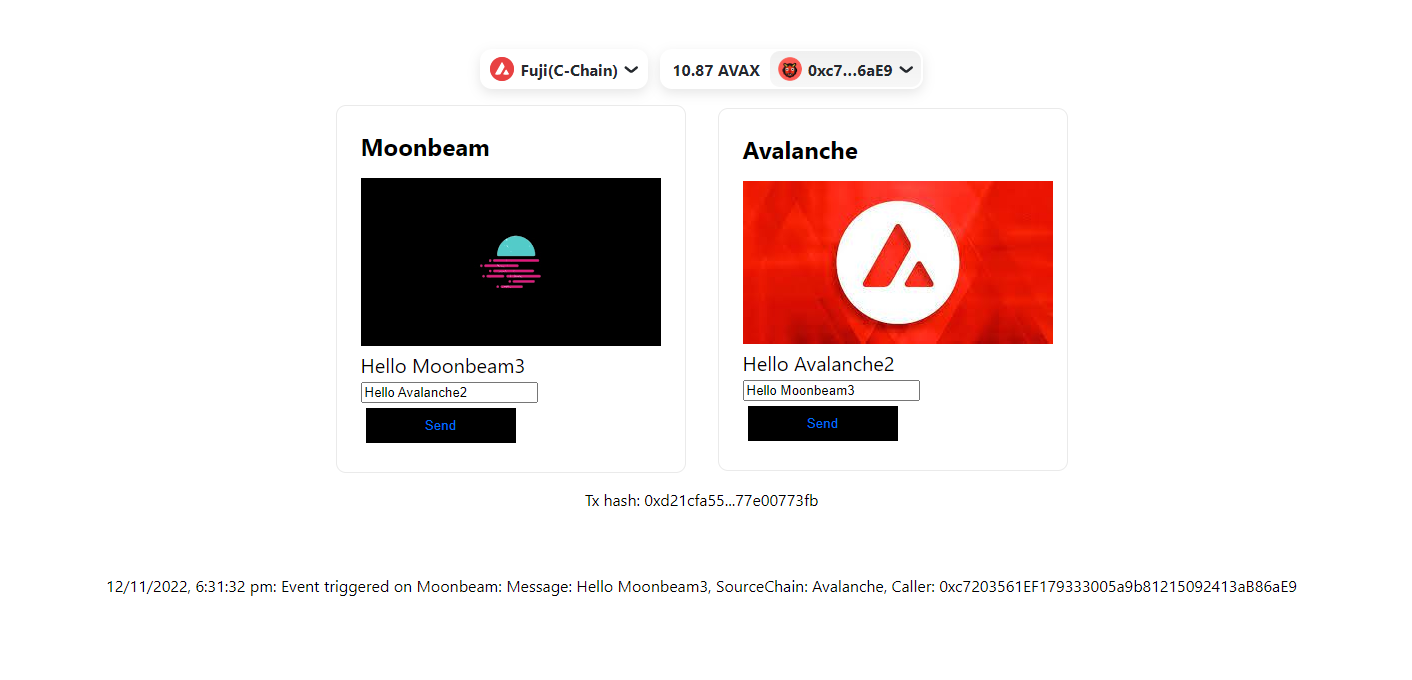 Fuji(C-Chain)
10.87 AVAX 0xc7...6aE9
Moonbeam
Hello Moonbeam3
Hello Avalanche2
Send
Avalanche
Hello Avalanche2
Hello Moonbeam3
Send
Tx hash: 0xd21cfa55...77e00773fb
12/11/2022, 6:31:32 pm: Event triggered on Moonbeam: Message: Hello Moonbeam3, SourceChain: Avalanche, Caller: 0xc7203561EF179333005a9b81215092413aB86aE9